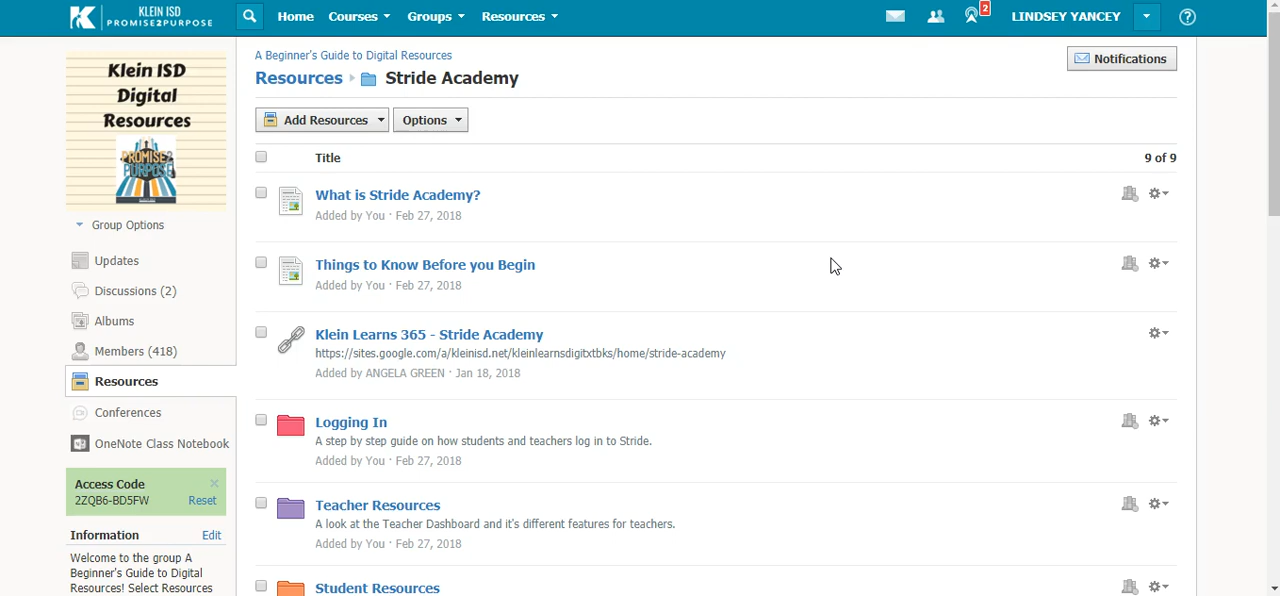 KLEIN ISD
PROMISE2PURPOSE
Home Courses Groups Resources
2
LINDSEY YANCEY
Klein ISD
Digital
Resources
PROMISE2
PURPOSE
Group Options
Updates
Discussions (2)
Albums
Members (418)
Resources
Conferences
OneNote Class Notebook
Access Code
2ZQB6-BD5FW Reset
Information Edit
Welcome to the group A
Beginner's Guide to Digital
Resources! Select Resources
A Beginner's Guide to Digital Resources
Resources Stride Academy
Notifications
Add Resources Options
Title 9 of 9
What is Stride Academy?
Added by You · Feb 27, 2018
Things to Know Before you Begin
Added by You · Feb 27, 2018
Klein Learns 365 - Stride Academy
https://sites.google.com/a/kleinisd.net/kleinlearnsdigitxtbks/home/stride-academy
Added by ANGELA GREEN · Jan 18, 2018
Logging In
A step by step guide on how students and teachers log in to Stride.
Added by You · Feb 27, 2018
Teacher Resources
A look at the Teacher Dashboard and it's different features for teachers.
Added by You · Feb 27, 2018
Student Resources